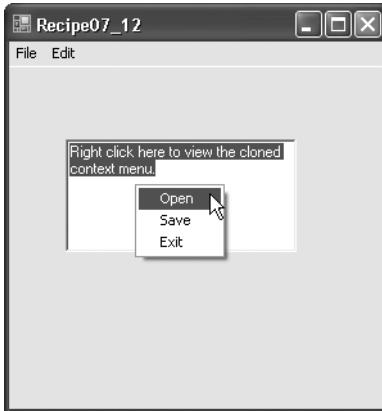 Recipe07_12
File Edit
Right click here to view the cloned
context menu.
Open
Save
Exit